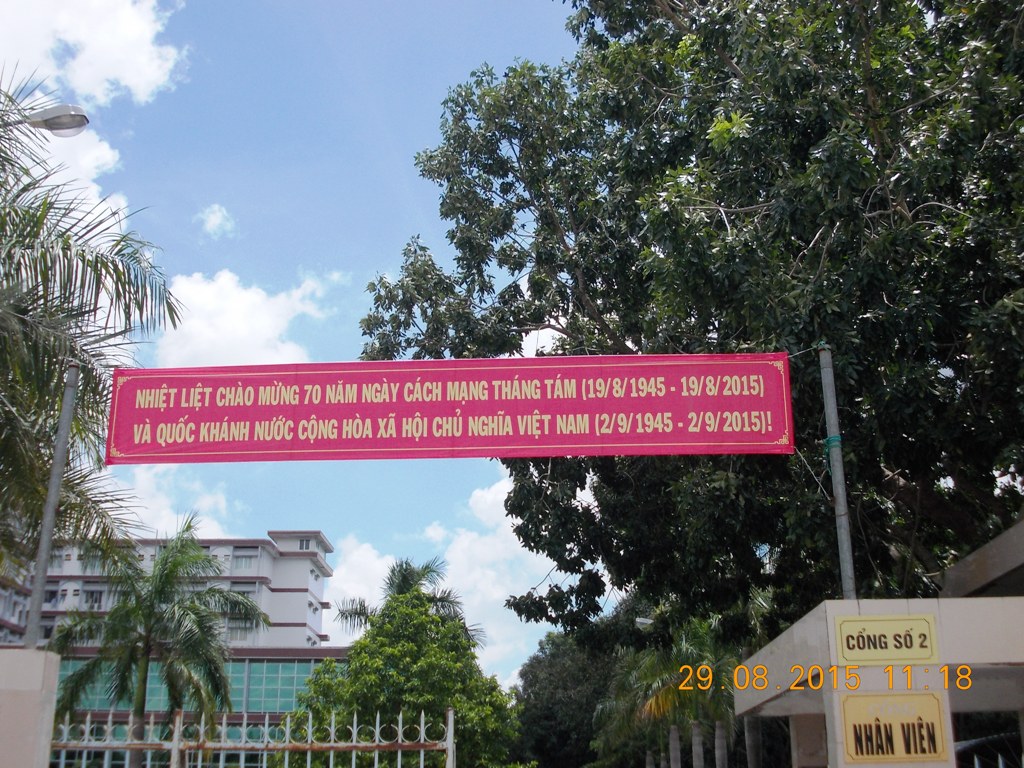 NHIỆT LIỆT CHÀO MỪNG 70 NĂM NGÀY CÁCH MẠNG THÁNG TÁM (19/8/1945 - 19/8/2015)
VÀ QUỐC KHÁNH NƯỚC CỘNG HÒA XÃ HỘI CHỦ NGHĨA VIỆT NAM (2/9/1945 - 2/9/2015)!
CỔNG SỐ 2
29.08.2015 11:18
NHÂN VIÊN